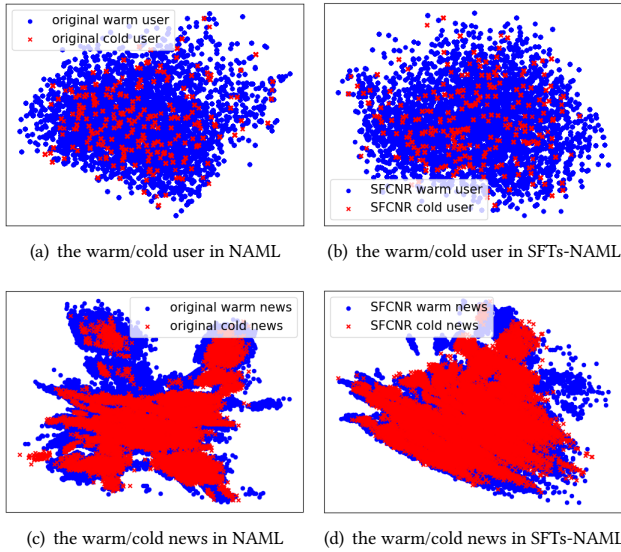 original warm user
original cold user
SFCNR warm user
SFCNR cold user
(a) the warm/cold user in NAML
(b) the warm/cold user in SFTs-NAML
original warm news
original cold news
SFCNR warm news
SFCNR cold news
(c) the warm/cold news in NAML
(d) the warm/cold news in SFTs-NAML